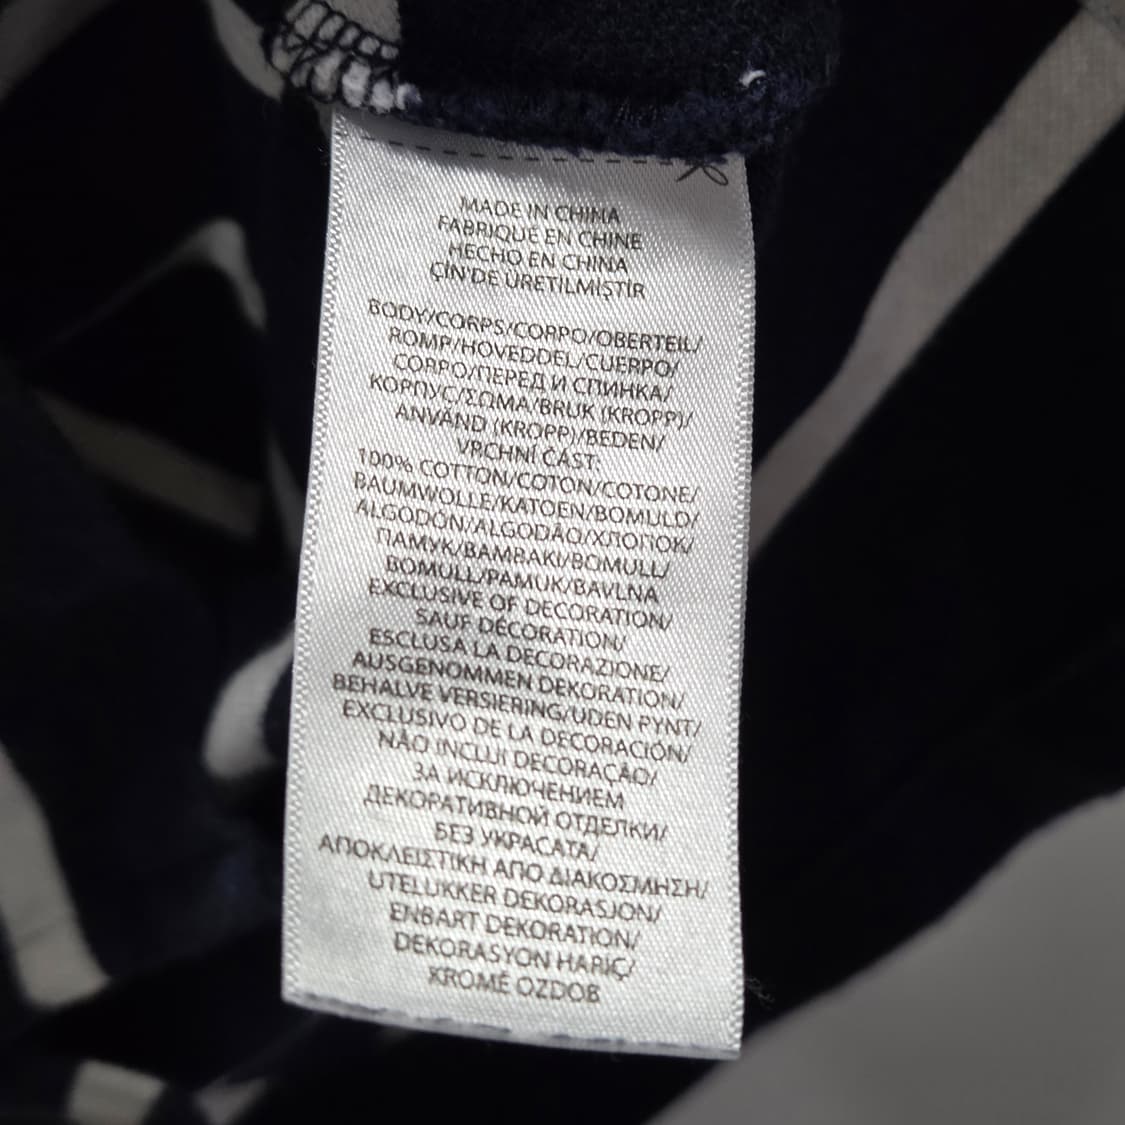 MADE IN CHINA
FABRIQUÉ EN CHINE
HECHO EN CHINA
ÇİN'DE ÜRETİLMİŞTİR
BODY/CORPS/CORPO/OBERTEIL/
ROMP/HOVEDDEL/CUERPO/
CORPO/ПЕРЕД И СПИНКА/
КОРПУС/ΣΩΜΑ/BRUK (KROPP)/
ANVÄND (KROPP)/BEDEN/
VRCHNÍ ČÁST:
100% COTTON/COTON/COTONE/
BAUMWOLLE/KATOEN/BOMULD/
ALGODÓN/ALGODÃO/ХЛОПОК/
ПАМУК/ΒΑΜΒΑΚΙ/BOMULL/
BOMULL/PAMUK/BAVLNA
EXCLUSIVE OF DECORATION/
SAUF DÉCORATION/
ESCLUSA LA DECORAZIONE/
AUSGENOMMEN DEKORATION/
BEHALVE VERSIERING/UDEN PYNT/
EXCLUSIVO DE LA DECORACIÓN/
NÃO INCLUI DECORAÇÃO/
ЗА ИСКЛЮЧЕНИЕМ
ДЕКОРАТИВНОЙ ОТДЕЛКИ/
БЕЗ УКРАСАТА/
ΑΠΟΚΛΕΙΣΤΙΚΗ ΑΠΟ ΔΙΑΚΟΣΜΗΣΗ/
UTELUKKER DEKORASJON/
ENBART DEKORATION/
DEKORASYON HARİÇ/
KROMĚ OZDOB